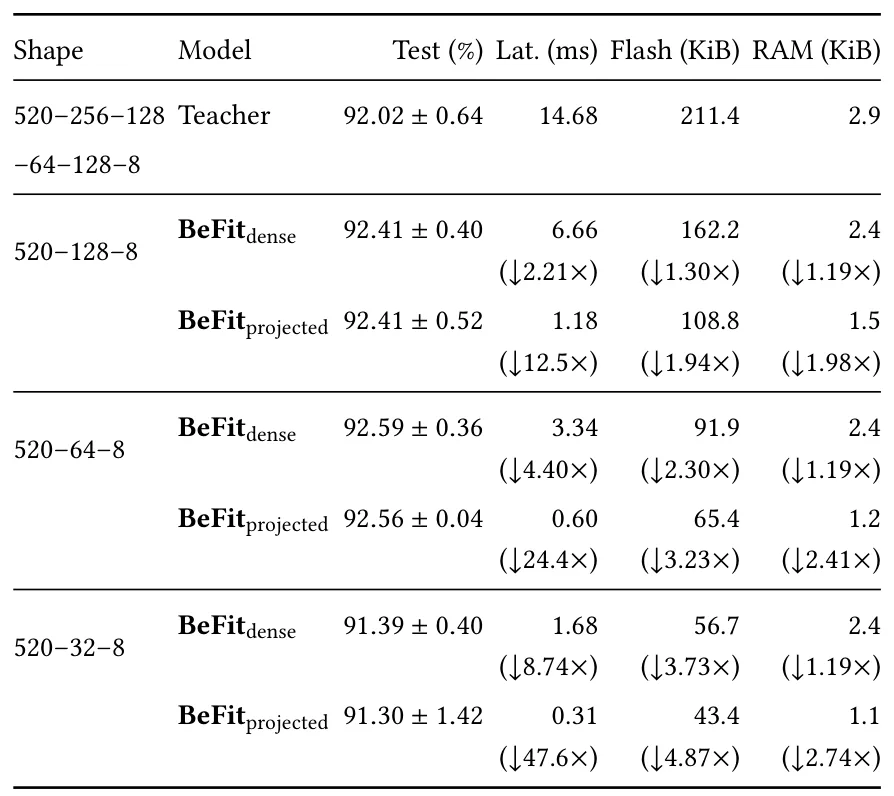 Shape Model Test (%) Lat. (ms) Flash (KiB) RAM (KiB)
520–256–128 Teacher 92.02 ± 0.64 14.68 211.4 2.9
–64–128–8
520–128–8
BeFit_dense 92.41 ± 0.40 6.66 162.2 2.4
(↓2.21×) (↓1.30×) (↓1.19×)
BeFit_projected 92.41 ± 0.52 1.18 108.8 1.5
(↓12.5×) (↓1.94×) (↓1.98×)
520–64–8
BeFit_dense 92.59 ± 0.36 3.34 91.9 2.4
(↓4.40×) (↓2.30×) (↓1.19×)
BeFit_projected 92.56 ± 0.04 0.60 65.4 1.2
(↓24.4×) (↓3.23×) (↓2.41×)
520–32–8
BeFit_dense 91.39 ± 0.40 1.68 56.7 2.4
(↓8.74×) (↓3.73×) (↓1.19×)
BeFit_projected 91.30 ± 1.42 0.31 43.4 1.1
(↓47.6×) (↓4.87×) (↓2.74×)